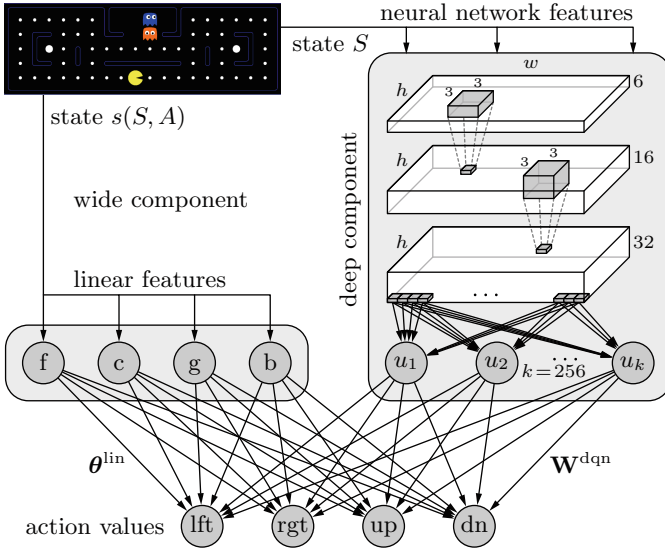 neural network features
state S
w
6
h
3
3
state s(S, A)
3
16
h
3
wide component
deep component
32
h
linear features
...
f c g b u1 u2 ... uk
k=256
θlin
Wdqn
action values lft rgt up dn